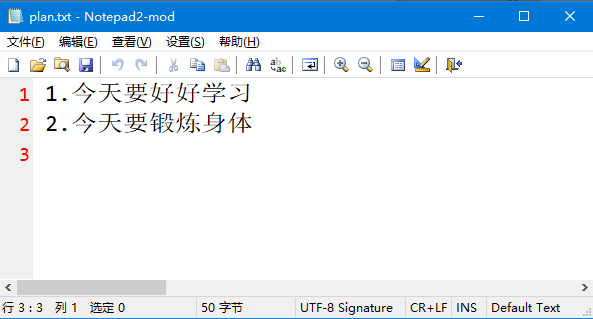 plan.txt - Notepad2-mod
文件(F) 编辑(E) 查看(V) 设置(S) 帮助(H)
1 1.今天要好好学习
2 2.今天要锻炼身体
3
行 3 : 3 列 1 选定 0 50 字节 UTF-8 Signature CR+LF INS Default Text